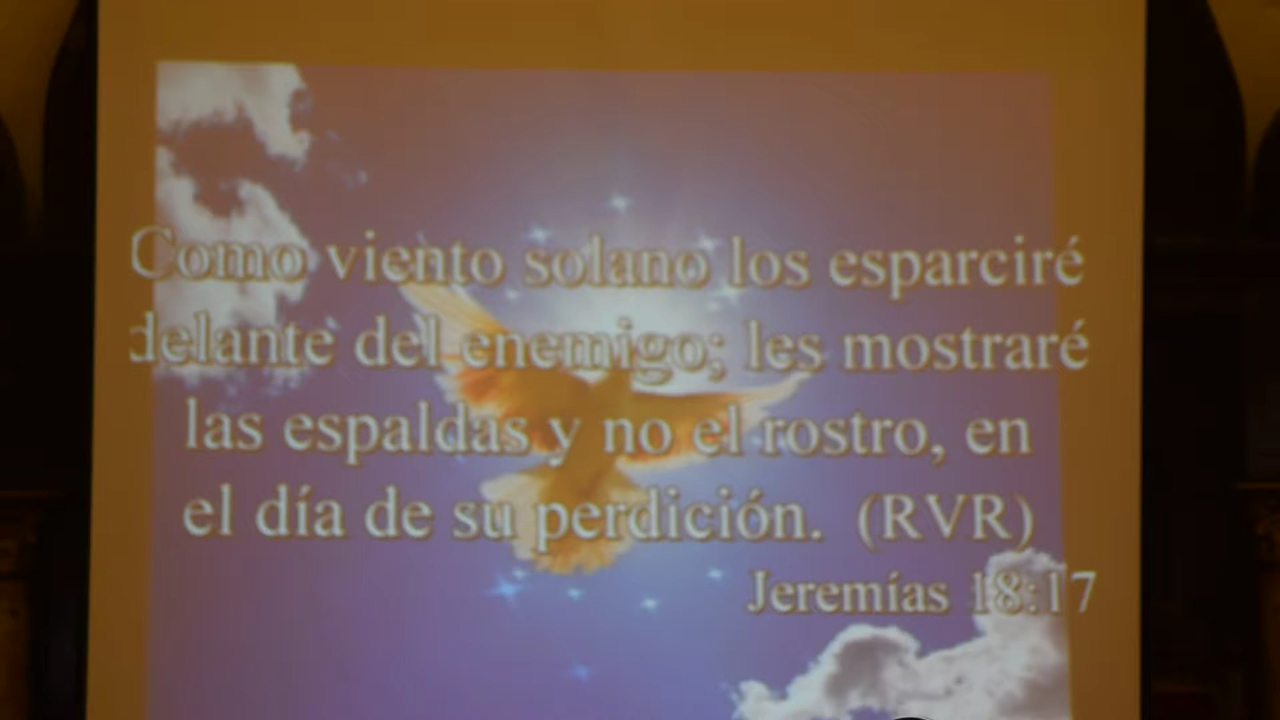 Como viento solano los esparciré
delante del enemigo; les mostraré
las espaldas y no el rostro, en
el día de su perdición. (RVR)
Jeremías 18:17